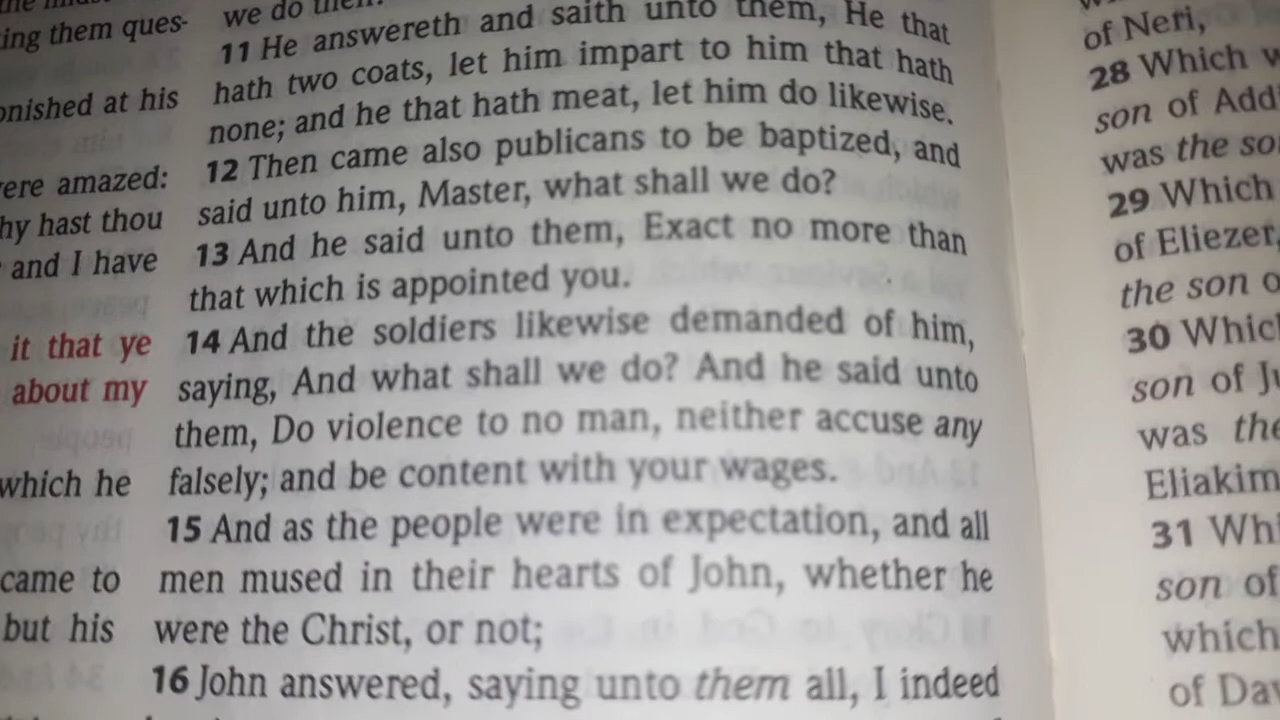 ing them ques-
onished at his
ere amazed:
hy hast thou
and I have
it that ye
about my
which he
came to
but his
we do then?
11 He answereth and saith unto them, He that
hath two coats, let him impart to him that hath
none; and he that hath meat, let him do likewise.
12 Then came also publicans to be baptized, and
said unto him, Master, what shall we do?
13 And he said unto them, Exact no more than
that which is appointed you.
14 And the soldiers likewise demanded of him,
saying, And what shall we do? And he said unto
them, Do violence to no man, neither accuse any
falsely; and be content with your wages.
15 And as the people were in expectation, and all
men mused in their hearts of John, whether he
were the Christ, or not;
16 John answered, saying unto them all, I indeed
of Neri,
28 Which w
son of Add
was the so
29 Which
of Eliezer,
the son o
30 Whic
son of Ju
was the
Eliakim
31 Whi
son of
which
of Dav